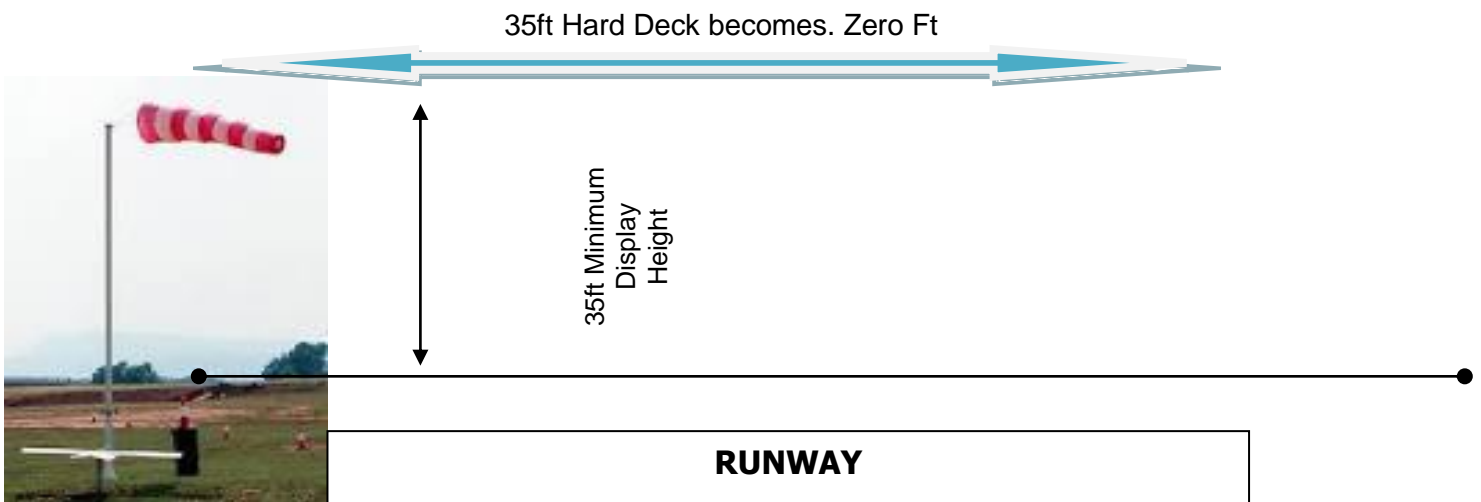 35ft Hard Deck becomes. Zero Ft
35ft Minimum
Display
Height
RUNWAY